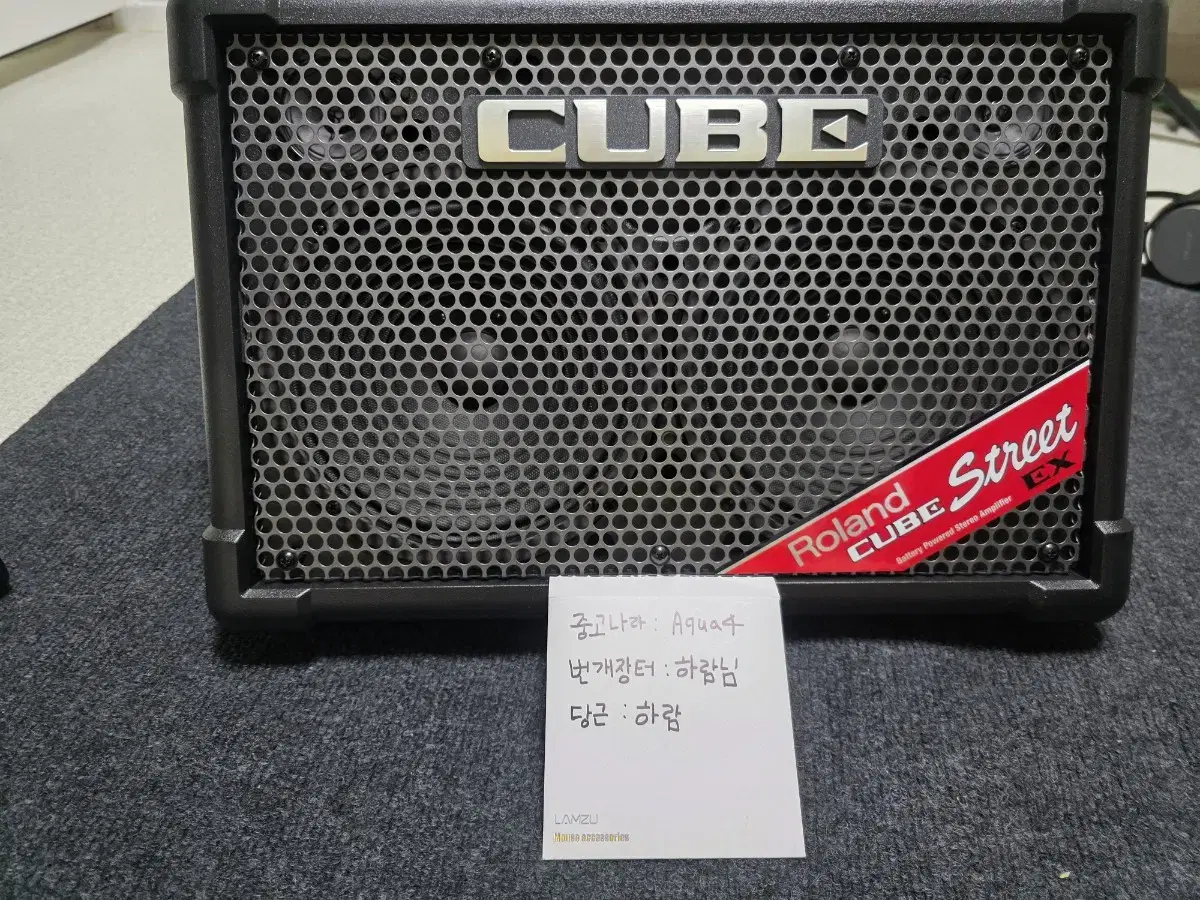 CUBE
Roland
CUBE Street
EX
Battery Powered Stereo Amplifier
중고나라 : Aqua4
번개장터 : 하람님
당근 : 하람
LAMZU
Mouse accessories